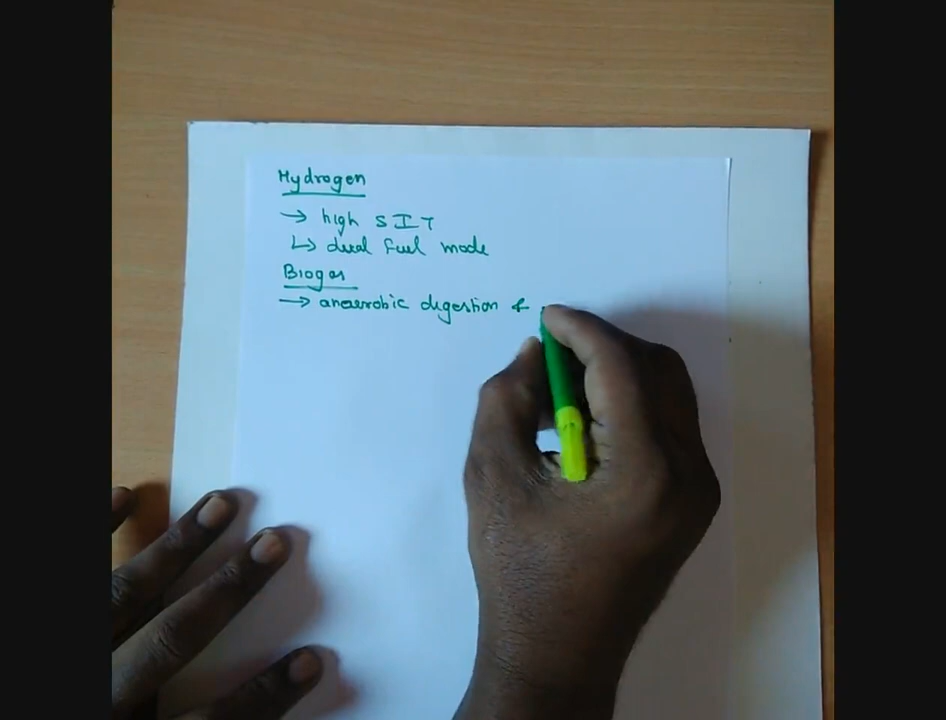 Hydrogen
→ high SIT
↳ dual fuel mode
Biogas
→ anaerobic digestion